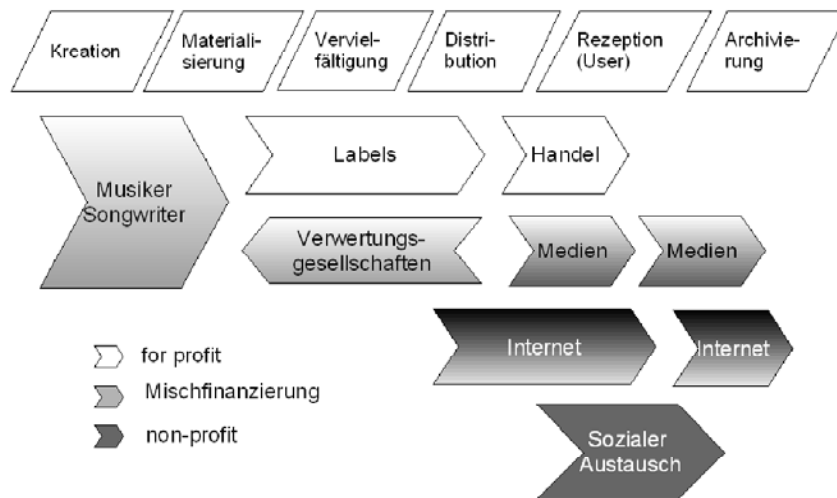 Kreation
Materiali-
sierung
Verviel-
fältigung
Distri-
bution
Rezeption
(User)
Archivie-
rung
Musiker
Songwriter
Labels
Handel
Verwertungs-
gesellschaften
Medien
Medien
Internet
Internet
Sozialer
Austausch
for profit
Mischfinanzierung
non-profit